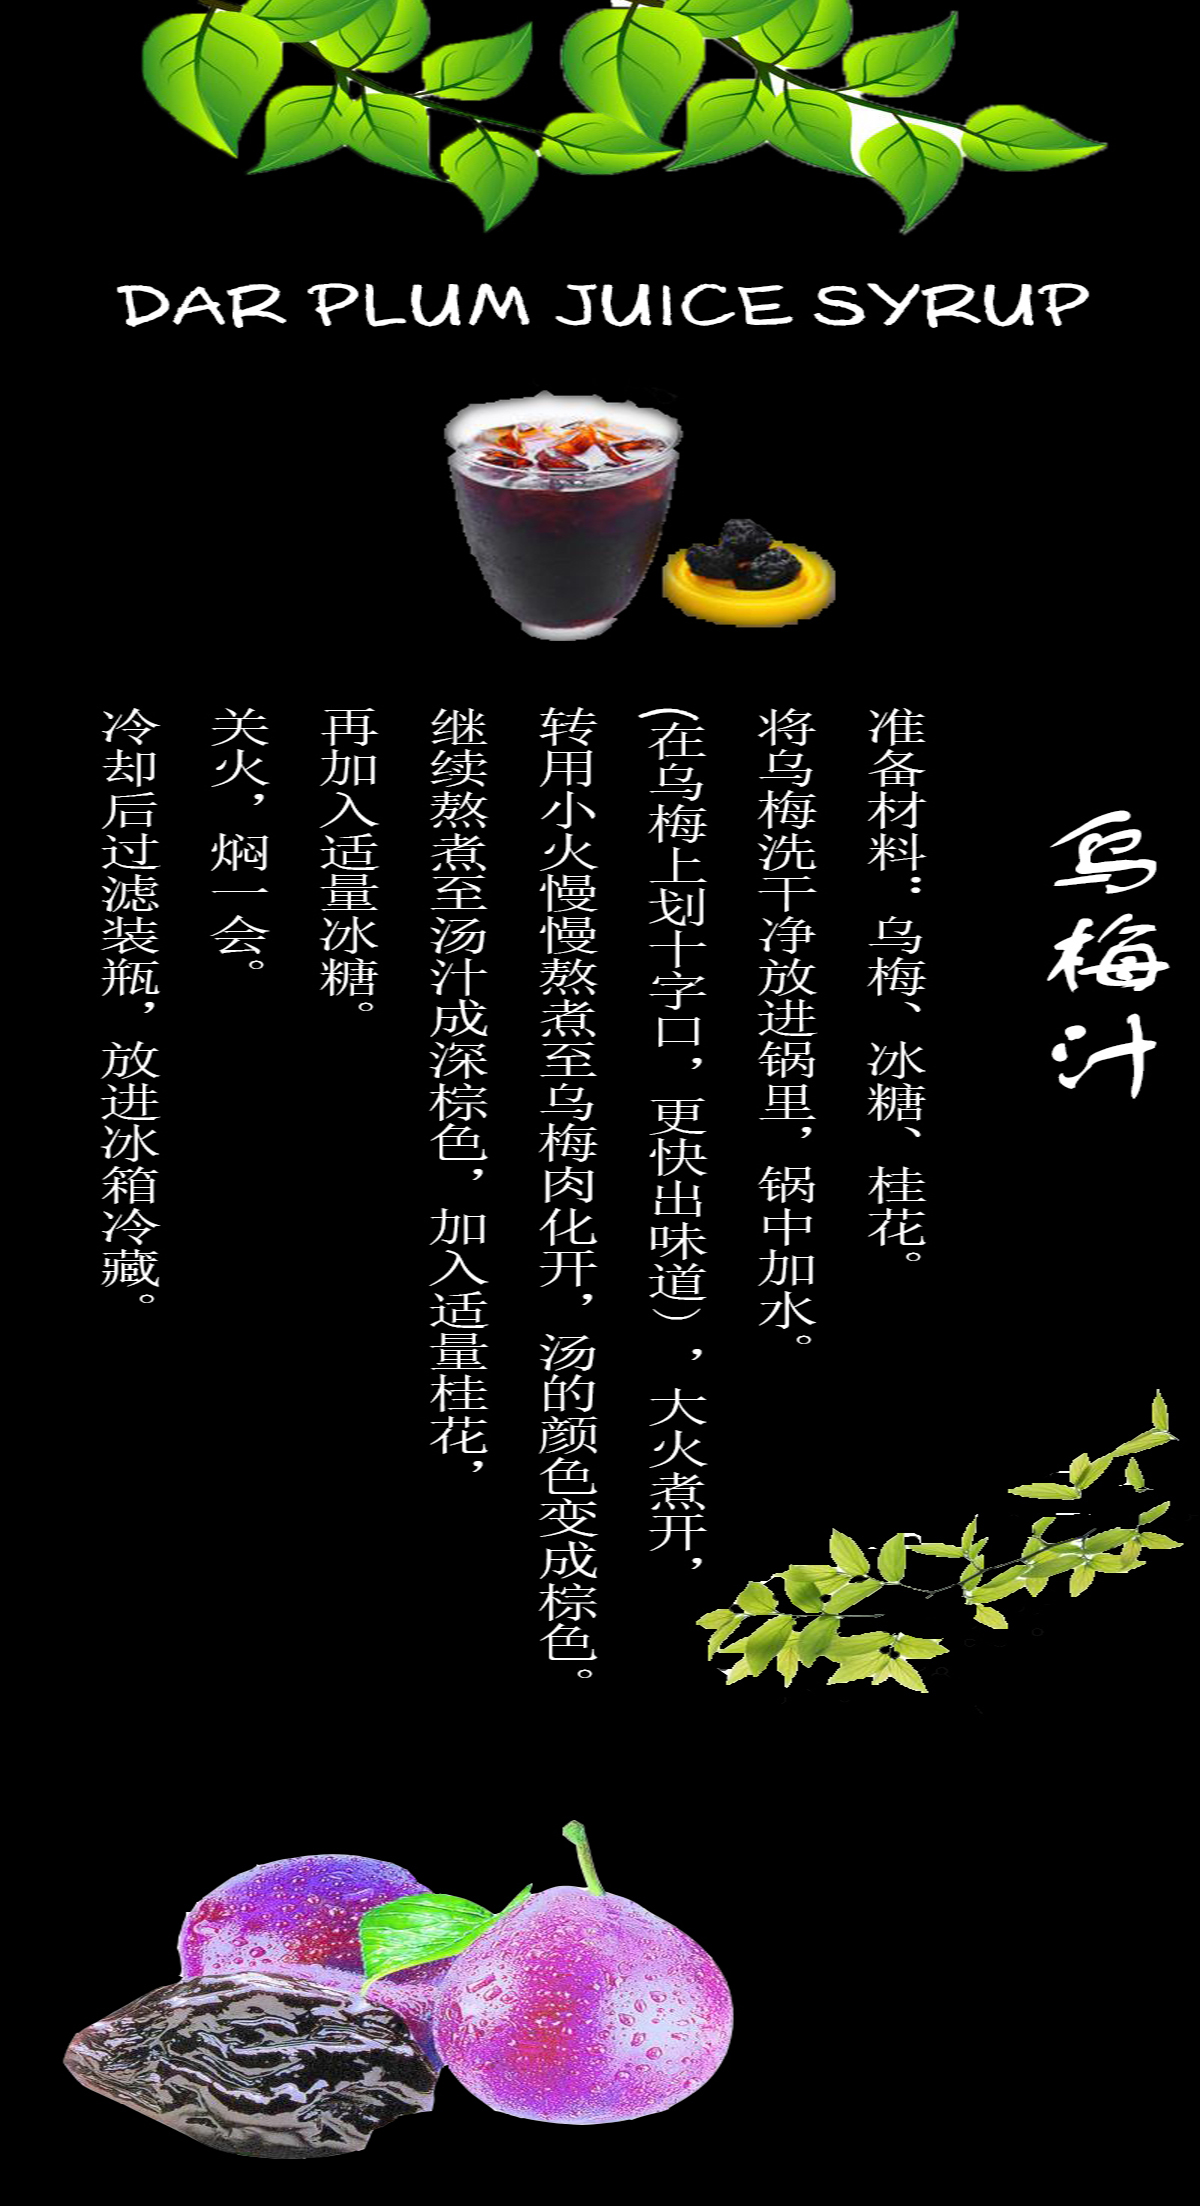 DAR PLUM JUICE SYRUP
乌梅汁
准备材料：乌梅、冰糖、桂花。
将乌梅洗干净放进锅里，锅中加水。
(在乌梅上划十字口，更快出味道），大火煮开，
转用小火慢慢熬煮至乌梅肉化开，汤的颜色变成棕色。
继续熬煮至汤汁成深棕色，加入适量桂花，
再加入适量冰糖。
关火，焖一会。
冷却后过滤装瓶，放进冰箱冷藏。